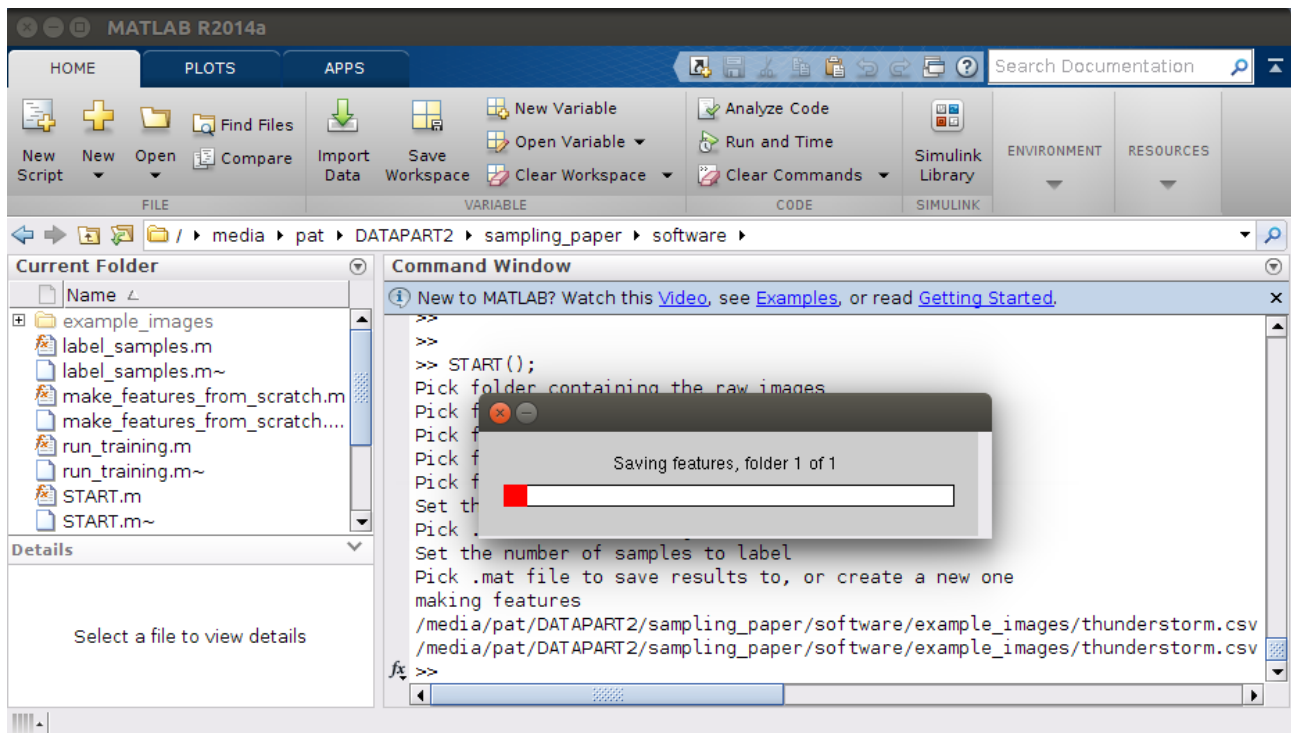 MATLAB R2014a
HOME PLOTS APPS
Search Documentation
New Script
New
Open
Find Files
Compare
Import Data
Save Workspace
New Variable
Open Variable
Clear Workspace
Analyze Code
Run and Time
Clear Commands
Simulink Library
ENVIRONMENT
RESOURCES
FILE VARIABLE CODE SIMULINK
/ media pat DATAPART2 sampling_paper software
Current Folder
Name
example_images
label_samples.m
label_samples.m~
make_features_from_scratch.m
make_features_from_scratch....
run_training.m
run_training.m~
START.m
START.m~
Details
Select a file to view details
Command Window
New to MATLAB? Watch this Video, see Examples, or read Getting Started.
>>
>>
>> START();
Pick folder containing the raw images
Pick f
Pick f
Pick f
Pick f
Set th
Pick .
Saving features, folder 1 of 1
Set the number of samples to label
Pick .mat file to save results to, or create a new one
making features
/media/pat/DATAPART2/sampling_paper/software/example_images/thunderstorm.csv
/media/pat/DATAPART2/sampling_paper/software/example_images/thunderstorm.csv
fx >>